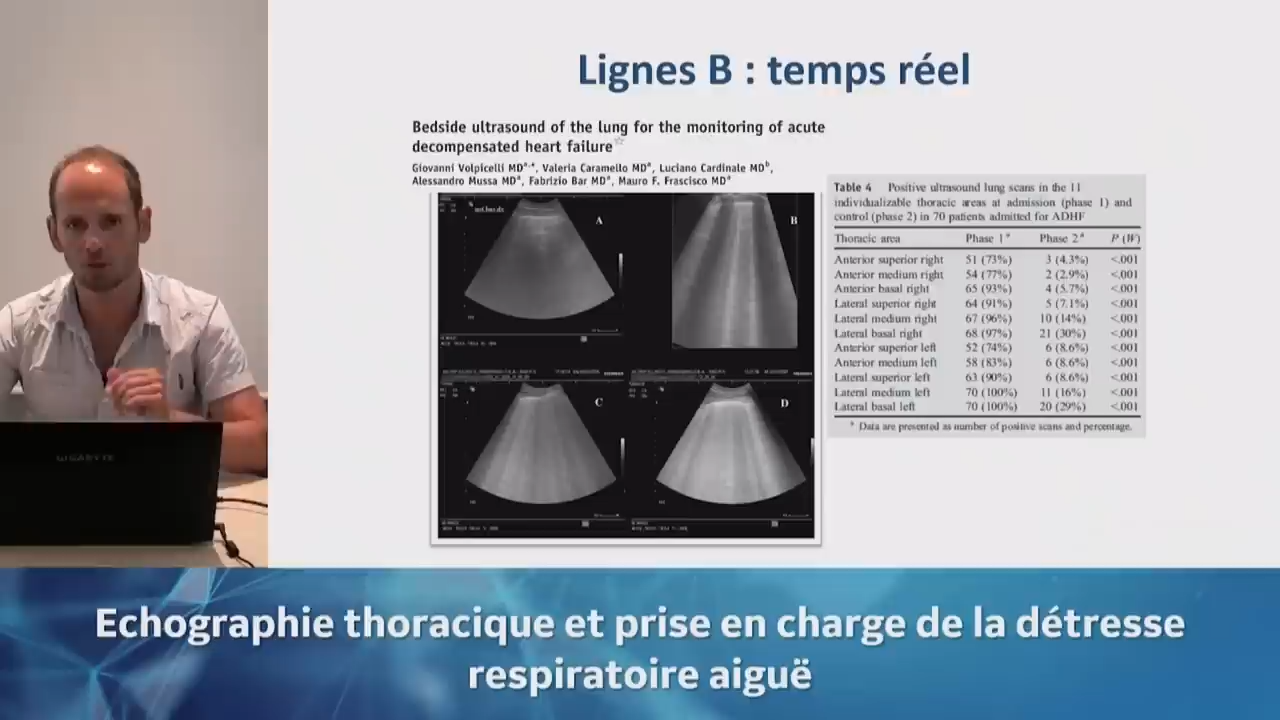 Lignes B : temps réel
Bedside ultrasound of the lung for the monitoring of acute
decompensated heart failure☆
Giovanni Volpicelli MDa,*, Valeria Caramello MDa, Luciano Cardinale MDb,
Alessandro Mussa MDa, Fabrizio Bar MDa, Mauro F. Frascisco MDa
A
B
C
D
Table 4 Positive ultrasound lung scans in the 11
individualizable thoracic areas at admission (phase 1) and
control (phase 2) in 70 patients admitted for ADHF
Thoracic area Phase 1a Phase 2a P (W)
Anterior superior right 51 (73%) 3 (4.3%) <.001
Anterior medium right 54 (77%) 2 (2.9%) <.001
Anterior basal right 65 (93%) 4 (5.7%) <.001
Lateral superior right 64 (91%) 5 (7.1%) <.001
Lateral medium right 67 (96%) 10 (14%) <.001
Lateral basal right 68 (97%) 21 (30%) <.001
Anterior superior left 52 (74%) 6 (8.6%) <.001
Anterior medium left 58 (83%) 6 (8.6%) <.001
Lateral superior left 63 (90%) 6 (8.6%) <.001
Lateral medium left 70 (100%) 11 (16%) <.001
Lateral basal left 70 (100%) 20 (29%) <.001
a Data are presented as number of positive scans and percentage.
GIGABYTE
Echographie thoracique et prise en charge de la détresse
respiratoire aiguë